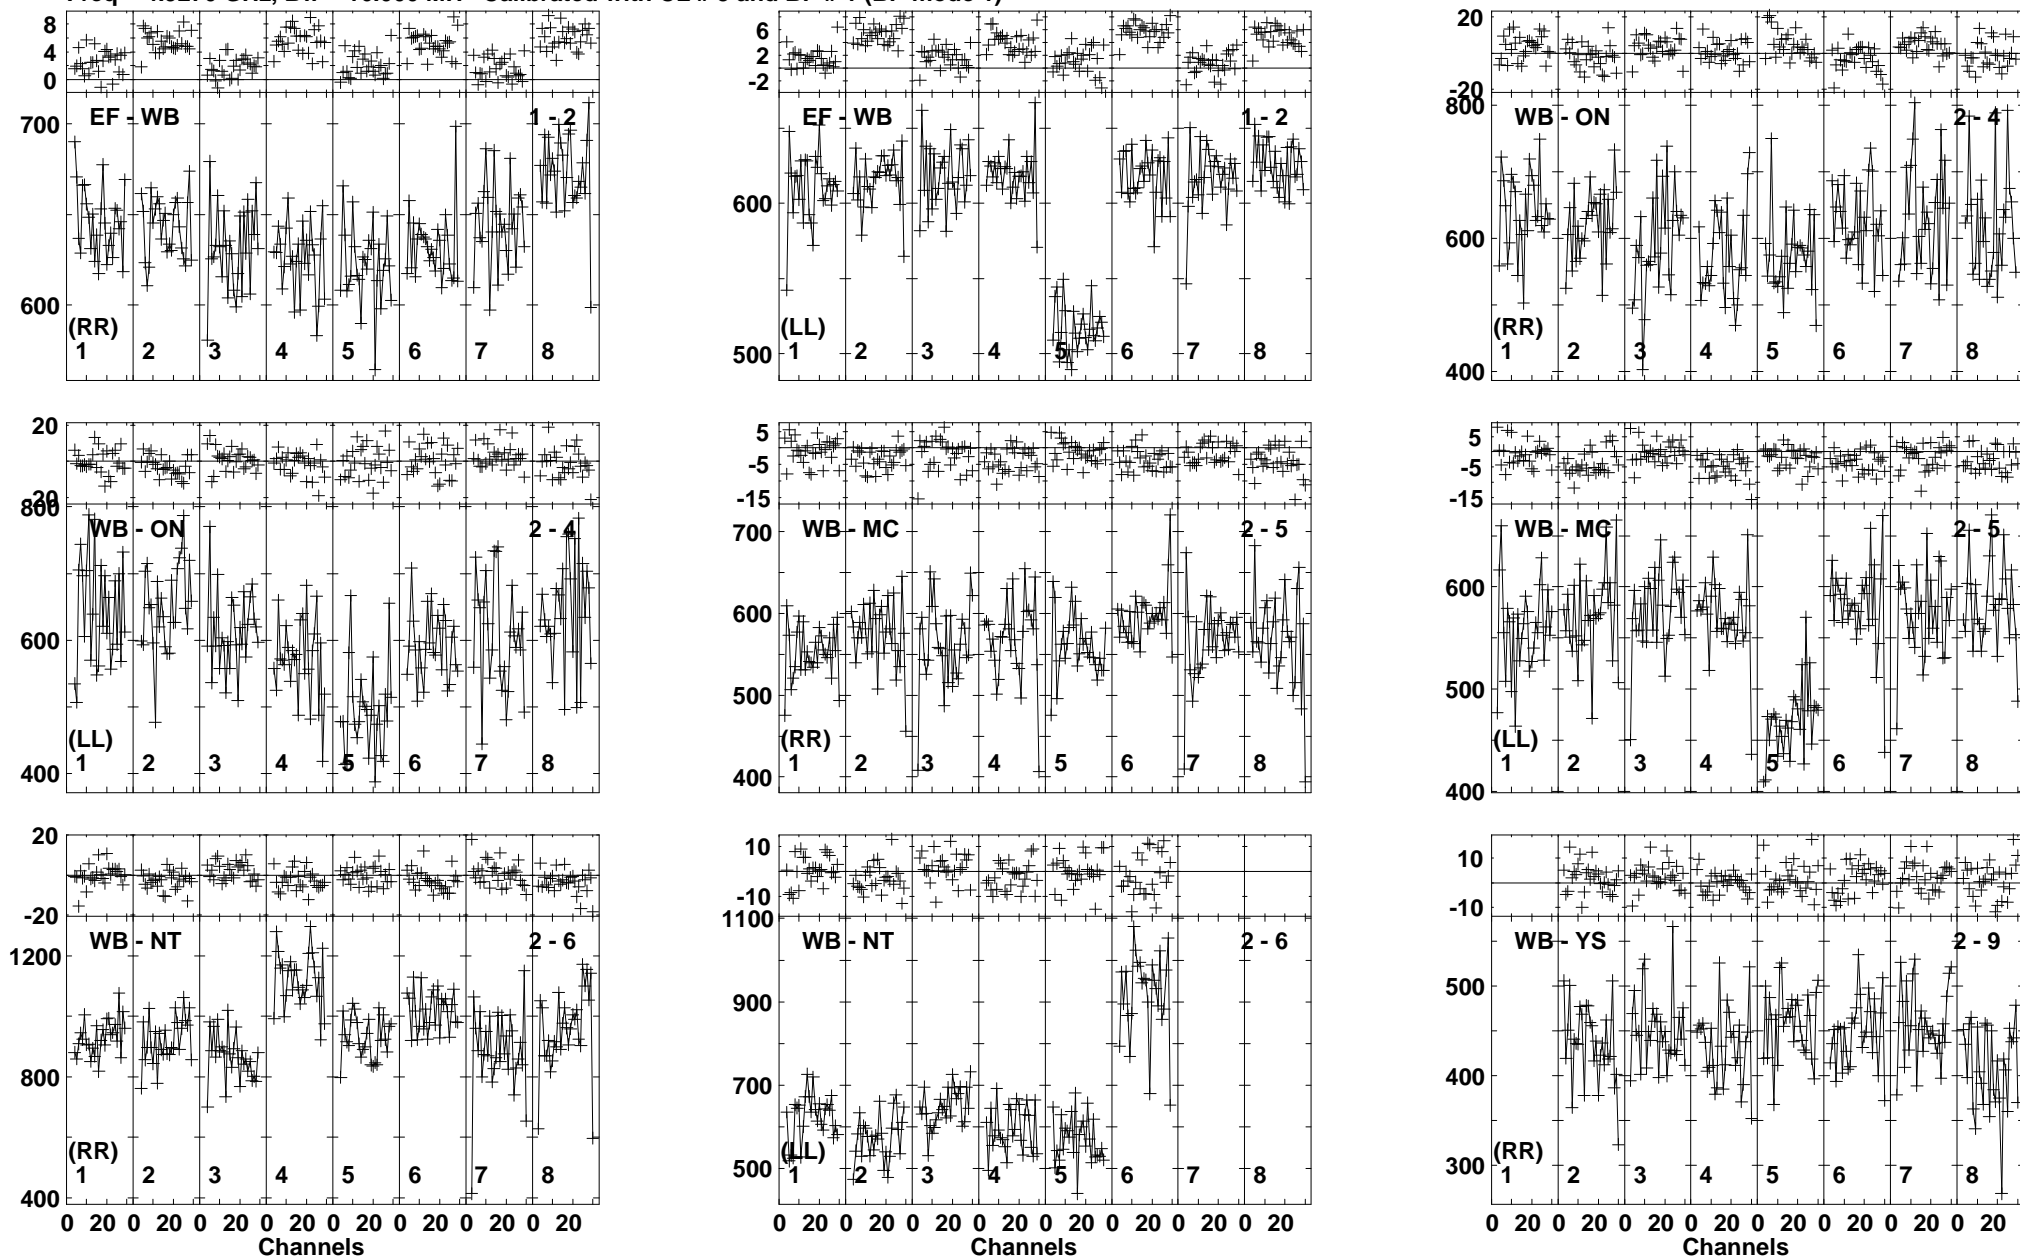 8 4 0 EF - WB 1 - 2 700 600 (RR) 1 2 3 4 5 6 7 8
6 2 -2 EF - WB 1 - 2 600 500 (LL) 1 2 3 4 5 6 7 8
20 -20 WB - ON 2 - 4 800 600 400 (RR) 1 2 3 4 5 6 7 8
20 -20 WB - ON 2 - 4 800 600 400 (LL) 1 2 3 4 5 6 7 8
5 -5 -15 WB - MC 2 - 5 700 600 500 400 (RR) 1 2 3 4 5 6 7 8
5 -5 -15 WB - MC 2 - 5 600 500 400 (LL) 1 2 3 4 5 6 7 8
20 0 -20 WB - NT 2 - 6 1200 800 400 (RR) 1 2 3 4 5 6 7 8
0 20 0 20 0 20 0 20 0 20 0 20 0 20 0 20
Channels
10 -10 WB - NT 2 - 6 1100 900 700 500 (LL) 1 2 3 4 5 6 7 8
0 20 0 20 0 20 0 20 0 20 0 20 0 20 0 20
Channels
10 -10 WB - YS 2 - 9 500 400 300 (RR) 1 2 3 4 5 6 7 8
0 20 0 20 0 20 0 20 0 20 0 20 0 20 0 20
Channels